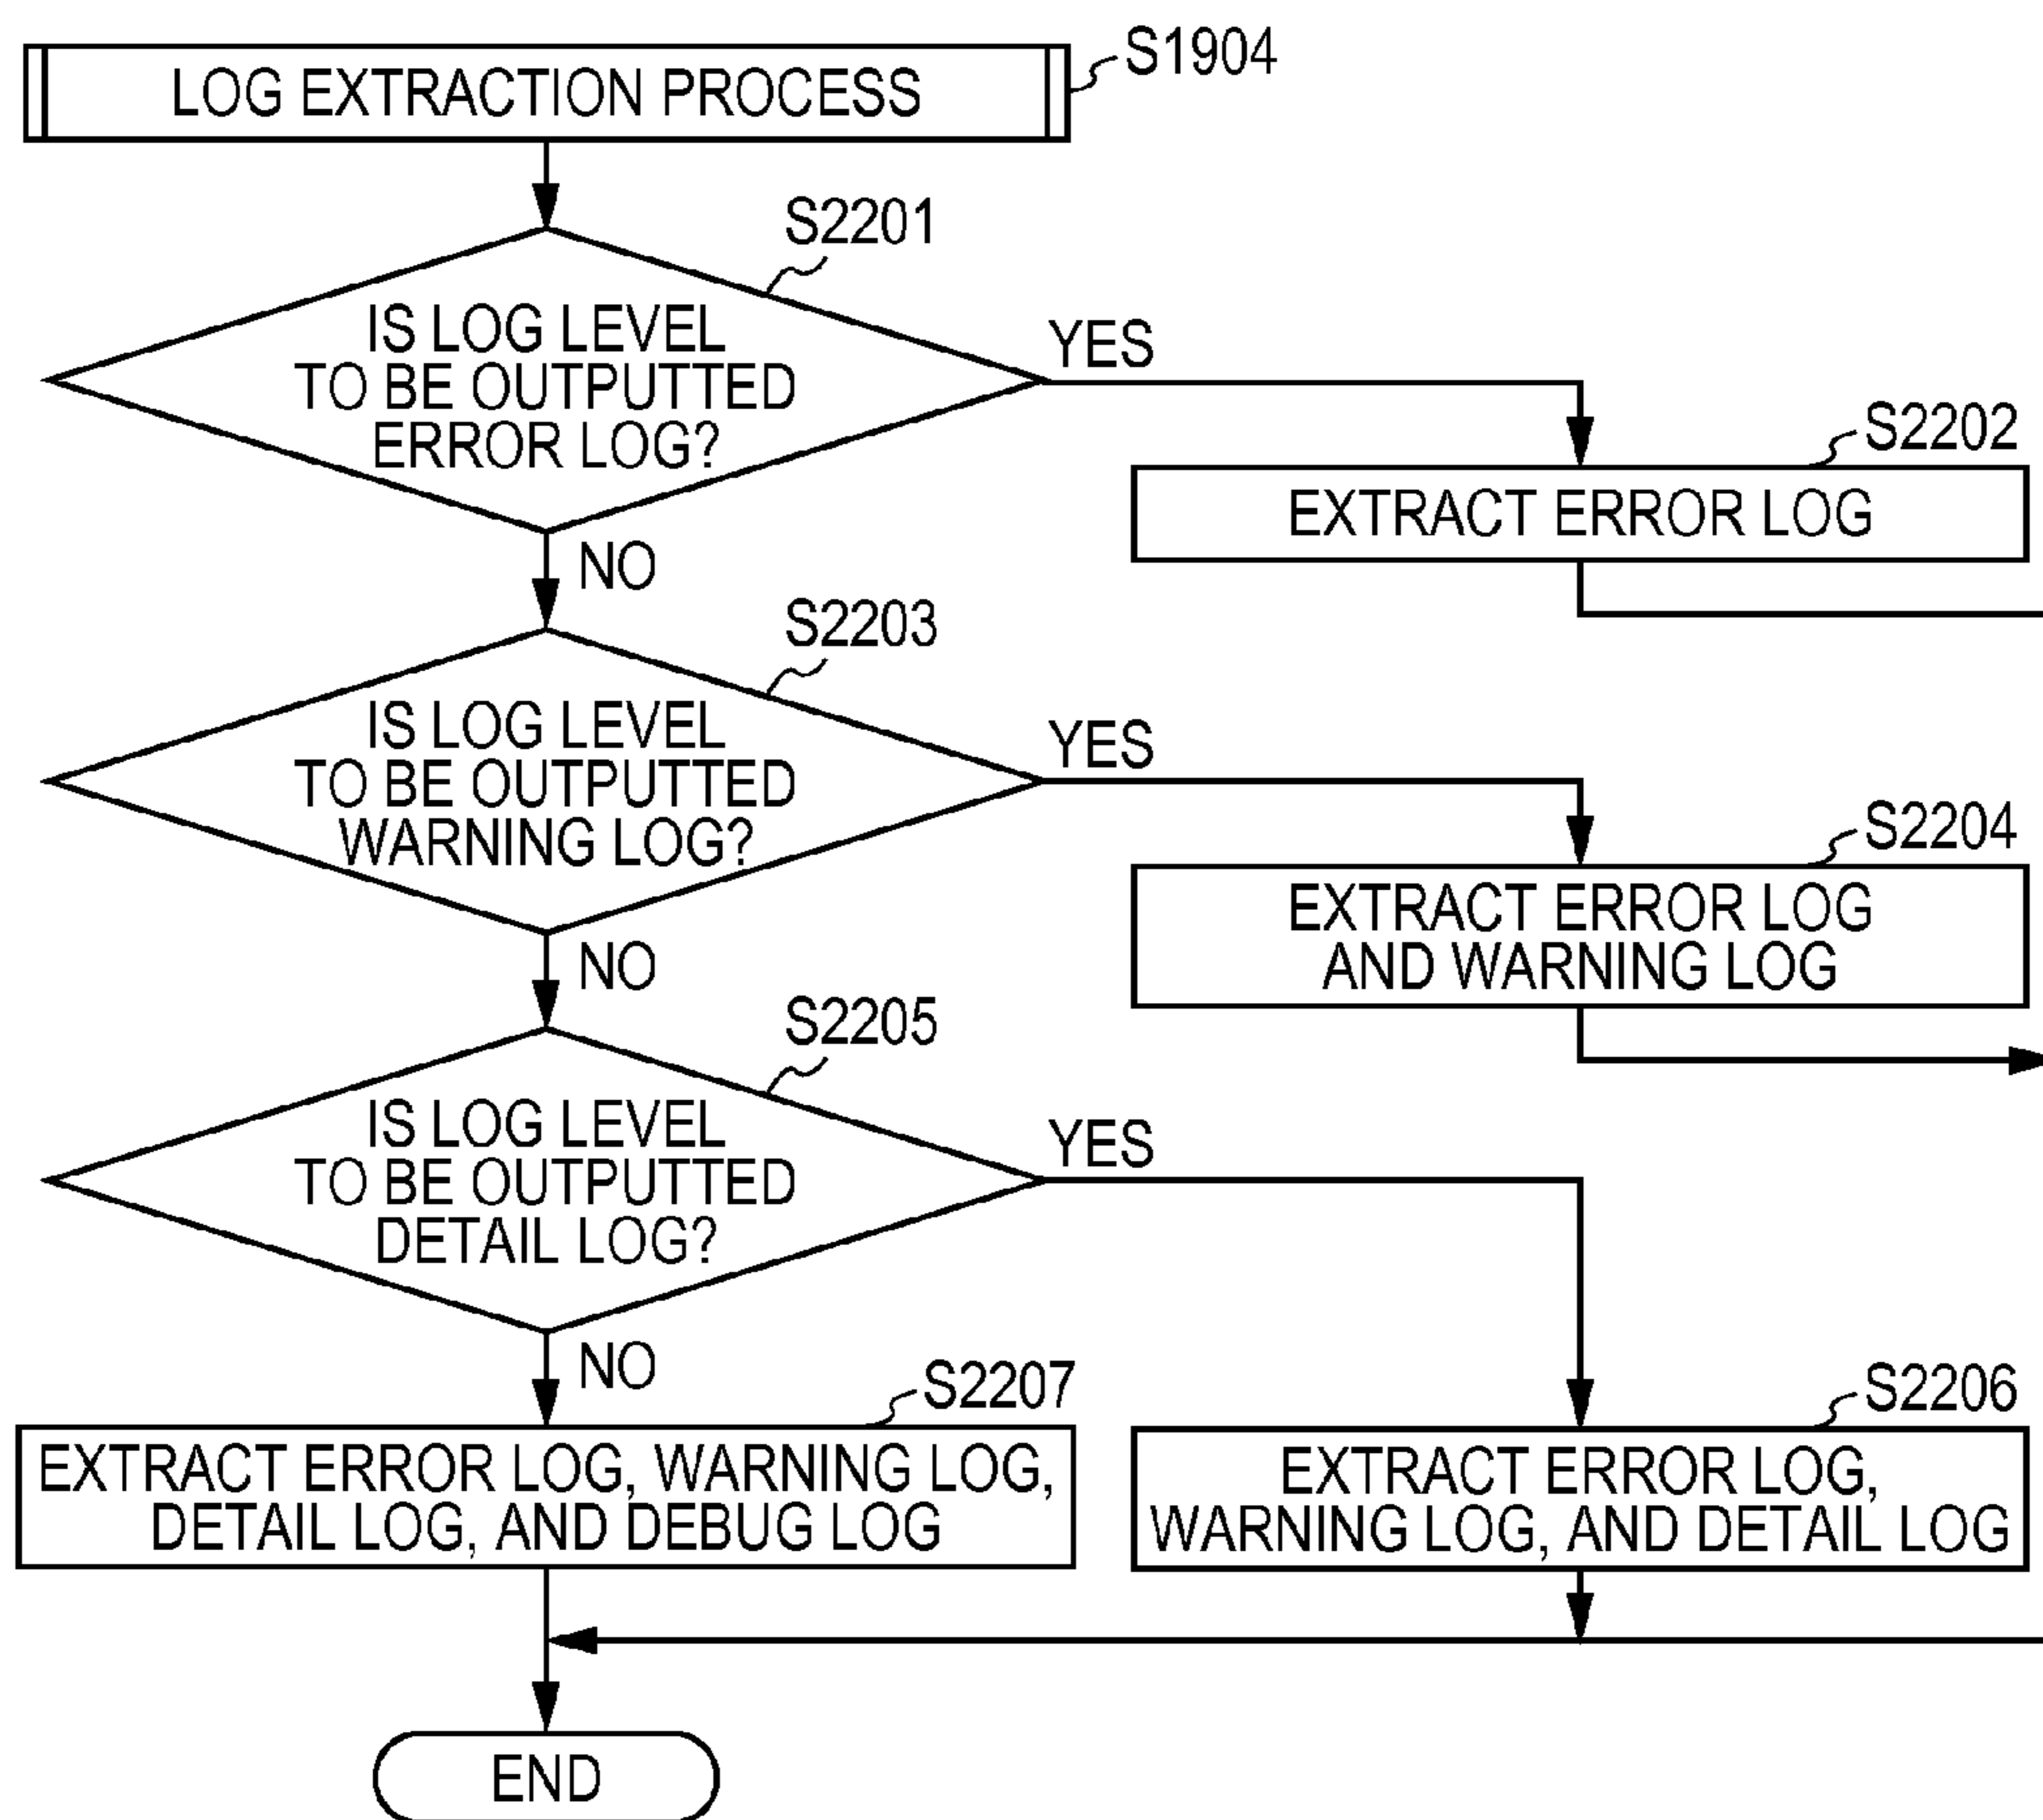 LOG EXTRACTION PROCESS
S1904
S2201
IS LOG LEVEL
TO BE OUTPUTTED
ERROR LOG?
YES
S2202
EXTRACT ERROR LOG
NO
S2203
IS LOG LEVEL
TO BE OUTPUTTED
WARNING LOG?
YES
S2204
EXTRACT ERROR LOG
AND WARNING LOG
NO
S2205
IS LOG LEVEL
TO BE OUTPUTTED
DETAIL LOG?
YES
S2206
EXTRACT ERROR LOG,
WARNING LOG, AND DETAIL LOG
NO
S2207
EXTRACT ERROR LOG, WARNING LOG,
DETAIL LOG, AND DEBUG LOG
END